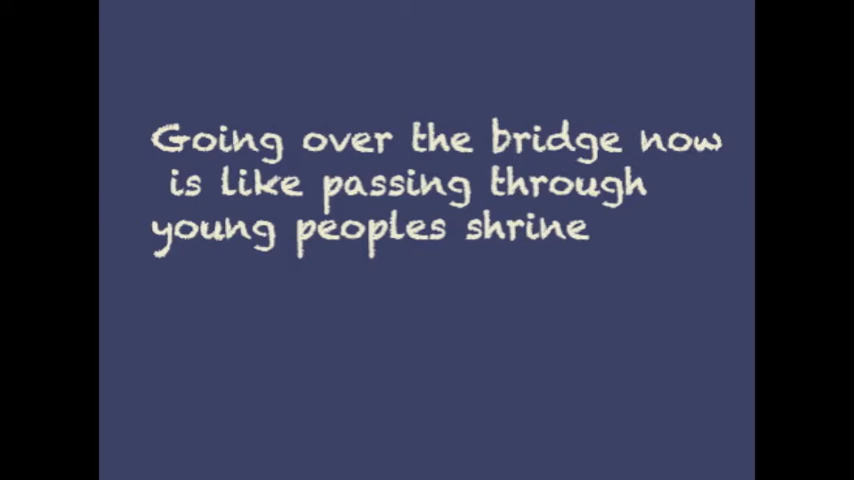 Going over the bridge now
is like passing through
young peoples shrine